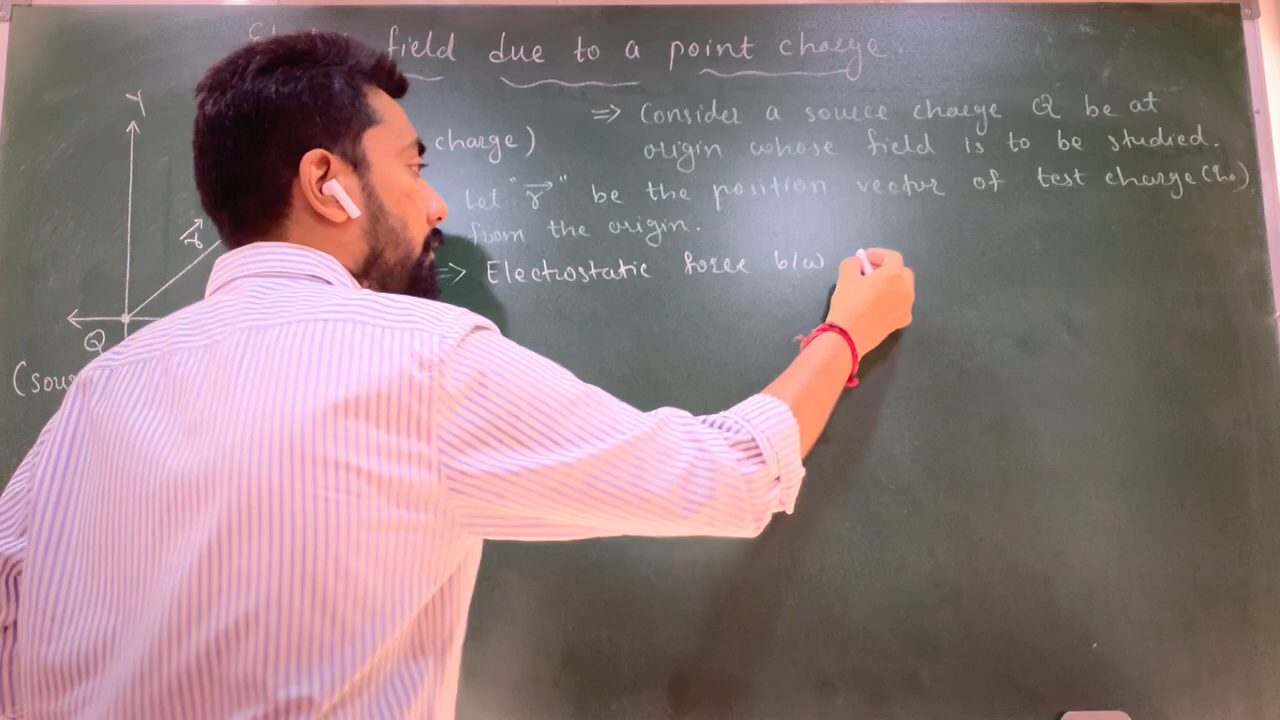 field due to a point charge.
Y
⇒ Consider a source charge Q be at
charge)
origin whose field is to be studied.
Let "r⃗" be the position vector of test charge (q₀)
from the origin.
r⃗
⇒ Electrostatic force b/w
Q